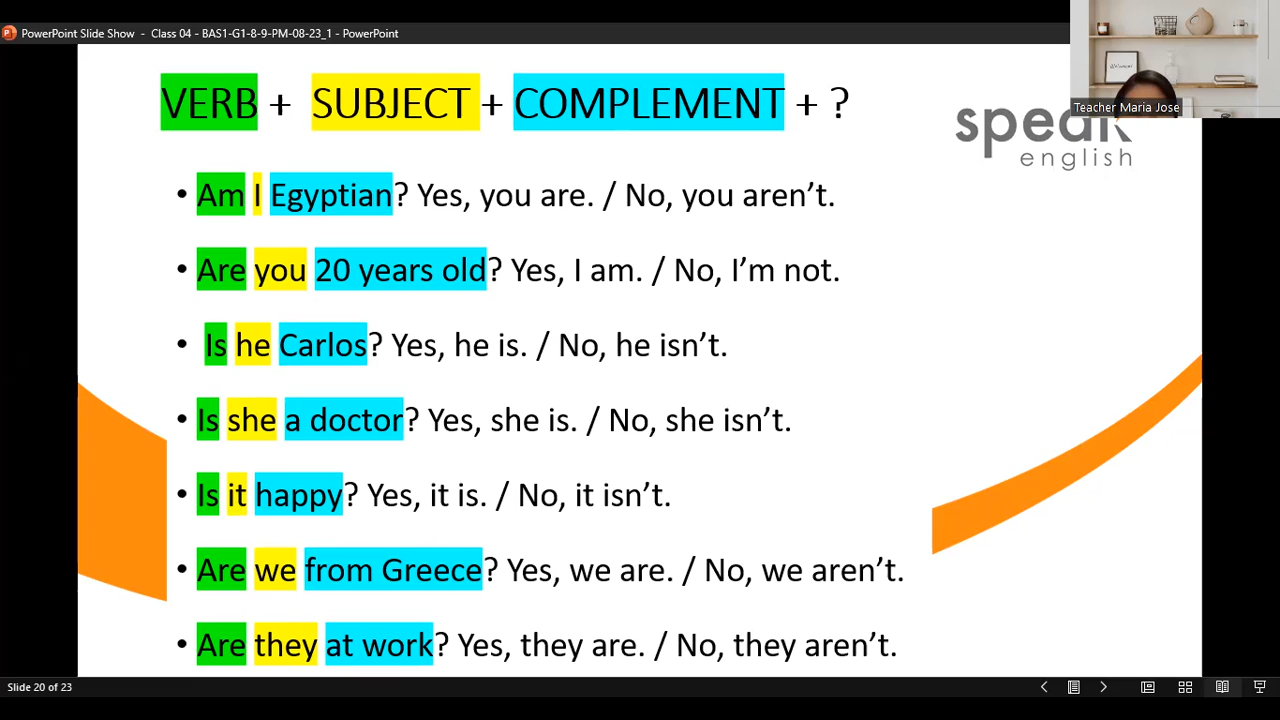 PowerPoint Slide Show - Class 04 - BAS1-G1-8-9-PM-08-23_1 - PowerPoint
Teacher Maria Jose
VERB + SUBJECT + COMPLEMENT + ?
speak
english
• Am I Egyptian? Yes, you are. / No, you aren’t.
• Are you 20 years old? Yes, I am. / No, I’m not.
• Is he Carlos? Yes, he is. / No, he isn’t.
• Is she a doctor? Yes, she is. / No, she isn’t.
• Is it happy? Yes, it is. / No, it isn’t.
• Are we from Greece? Yes, we are. / No, we aren’t.
• Are they at work? Yes, they are. / No, they aren’t.
Slide 20 of 23